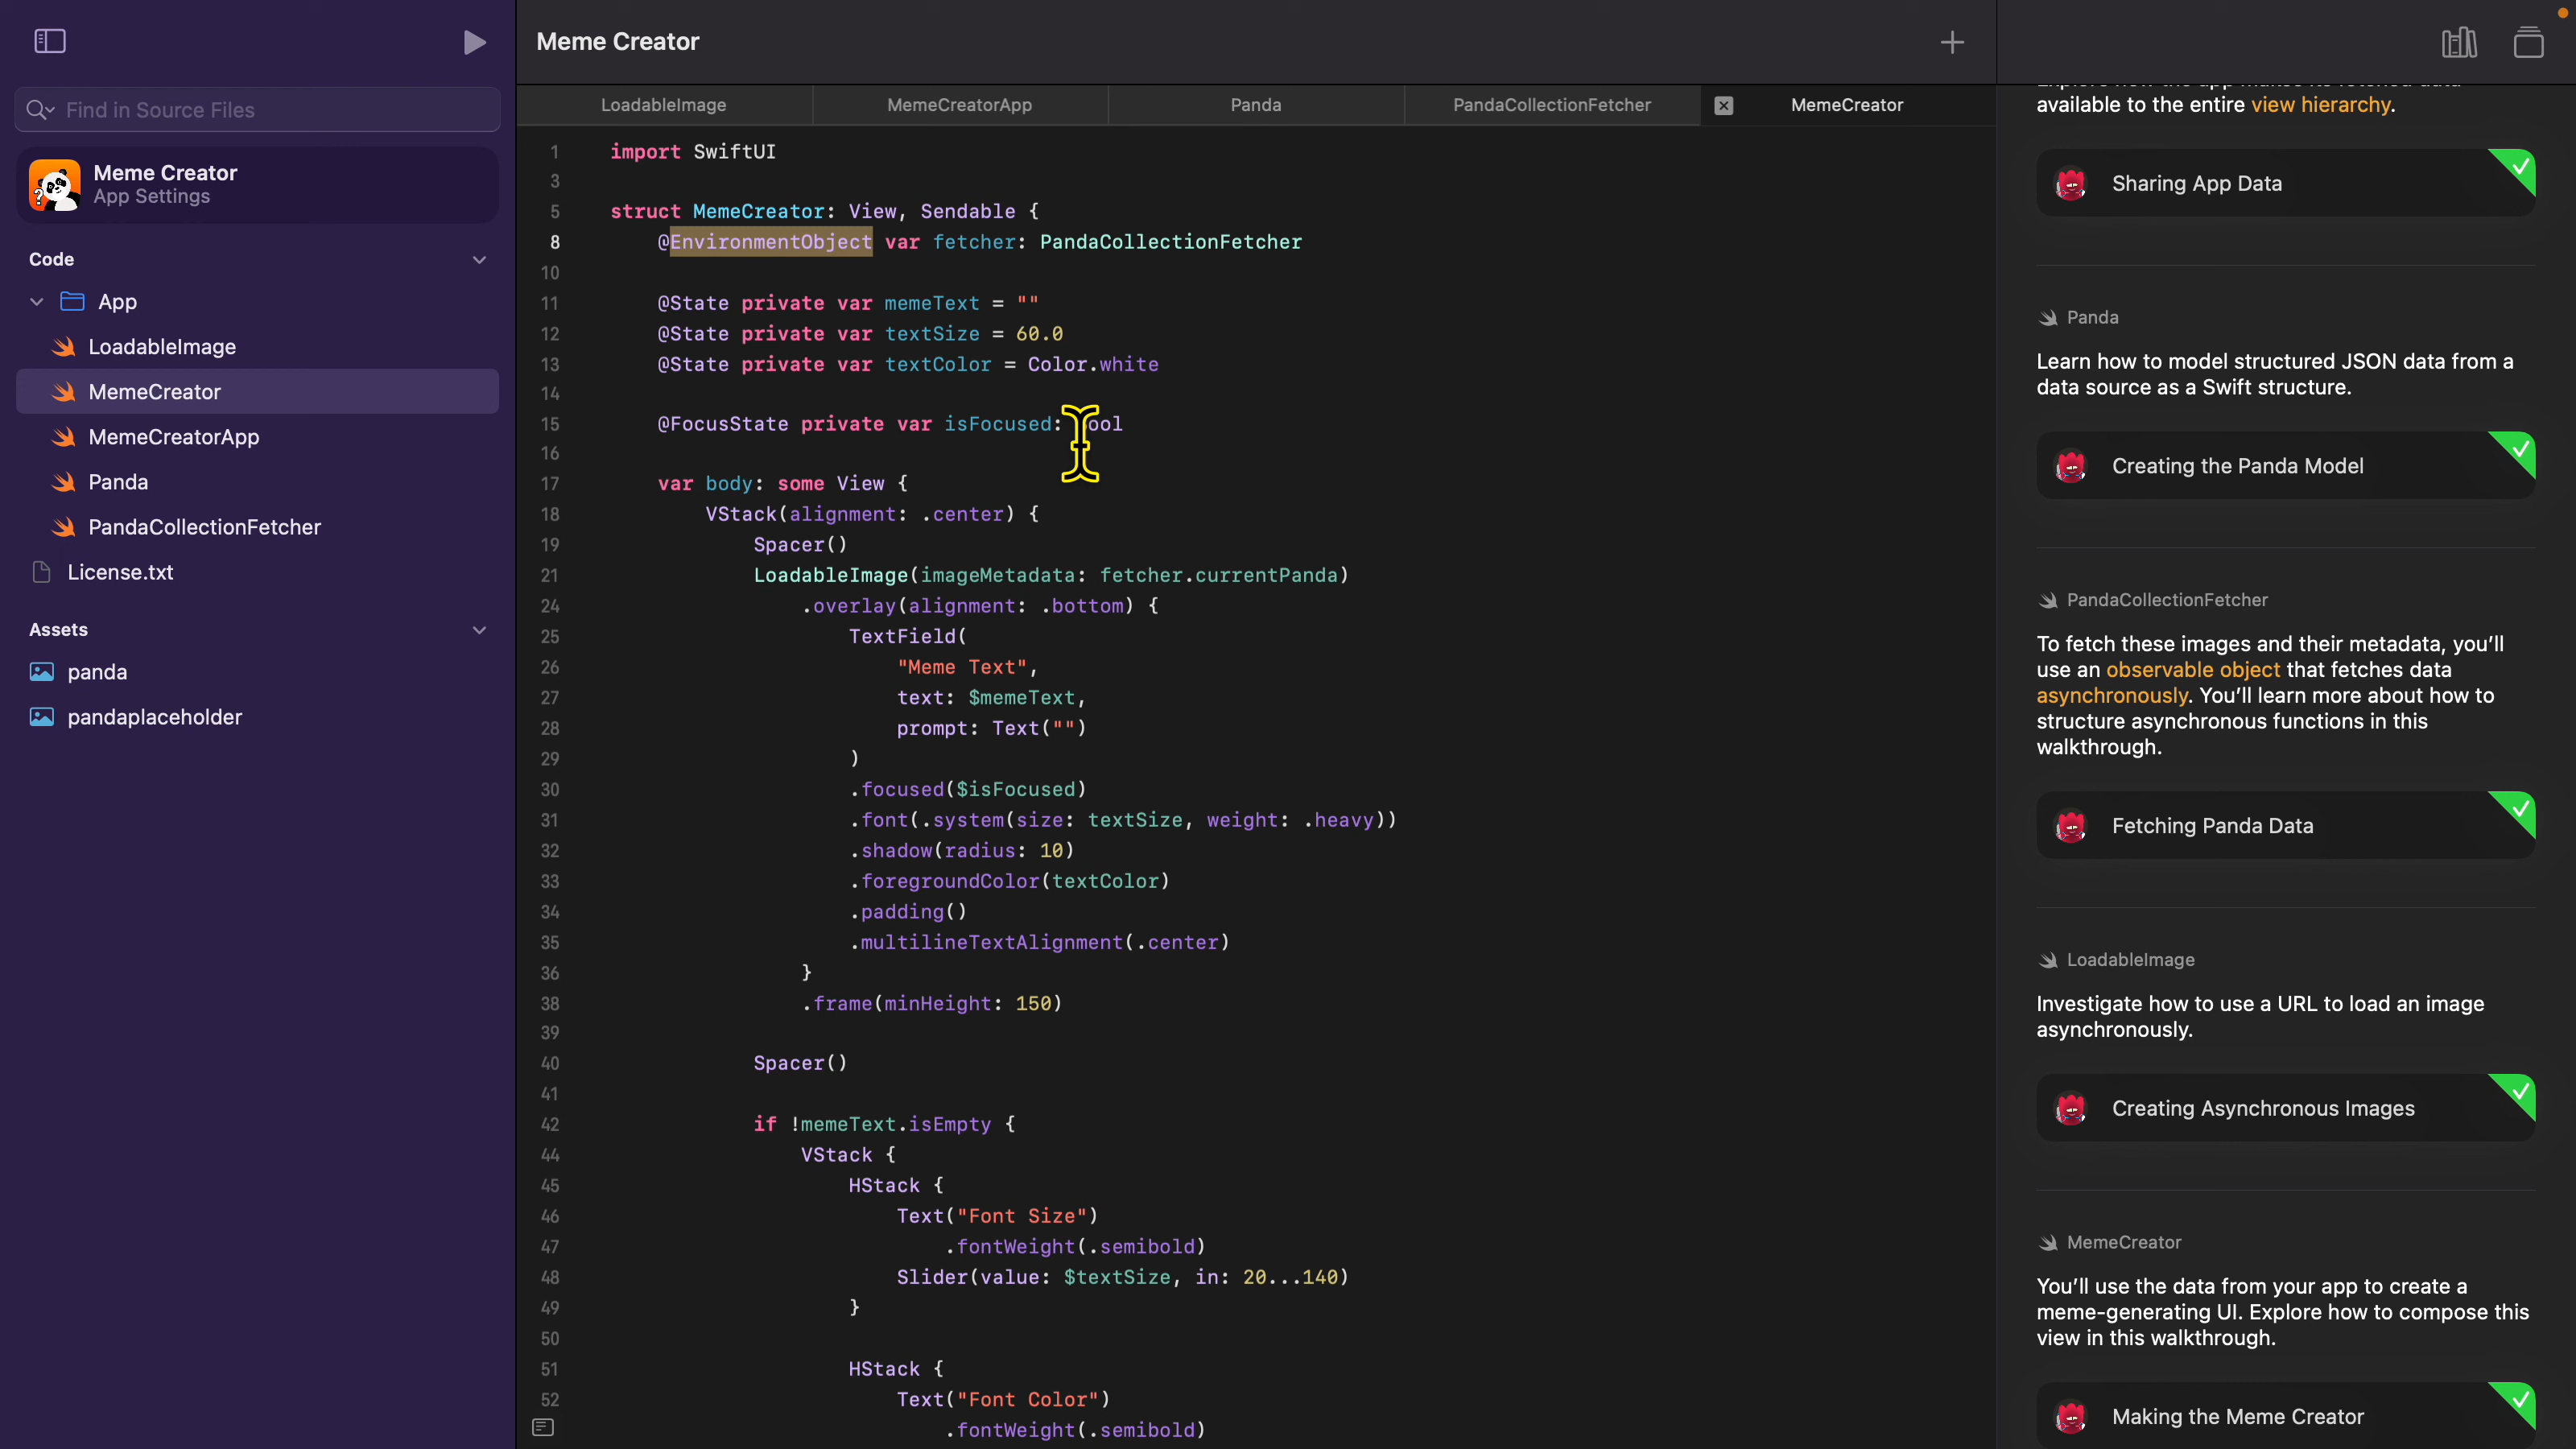 Meme Creator
Find in Source Files
Meme Creator
App Settings
Code
App
LoadableImage
MemeCreator
MemeCreatorApp
Panda
PandaCollectionFetcher
License.txt
Assets
panda
pandaplaceholder
LoadableImage
MemeCreatorApp
Panda
PandaCollectionFetcher
MemeCreator
1 import SwiftUI
3
5 struct MemeCreator: View, Sendable {
8 @EnvironmentObject var fetcher: PandaCollectionFetcher
10
11 @State private var memeText = ""
12 @State private var textSize = 60.0
13 @State private var textColor = Color.white
14
15 @FocusState private var isFocused: ool
16
17 var body: some View {
18 VStack(alignment: .center) {
19 Spacer()
21 LoadableImage(imageMetadata: fetcher.currentPanda)
24 .overlay(alignment: .bottom) {
25 TextField(
26 "Meme Text",
27 text: $memeText,
28 prompt: Text("")
29 )
30 .focused($isFocused)
31 .font(.system(size: textSize, weight: .heavy))
32 .shadow(radius: 10)
33 .foregroundColor(textColor)
34 .padding()
35 .multilineTextAlignment(.center)
36 }
38 .frame(minHeight: 150)
39
40 Spacer()
41
42 if !memeText.isEmpty {
44 VStack {
45 HStack {
46 Text("Font Size")
47 .fontWeight(.semibold)
48 Slider(value: $textSize, in: 20...140)
49 }
50
51 HStack {
52 Text("Font Color")
.fontWeight(.semibold)
available to the entire view hierarchy.
Sharing App Data
Panda
Learn how to model structured JSON data from a
data source as a Swift structure.
Creating the Panda Model
PandaCollectionFetcher
To fetch these images and their metadata, you’ll
use an observable object that fetches data
asynchronously. You’ll learn more about how to
structure asynchronous functions in this
walkthrough.
Fetching Panda Data
LoadableImage
Investigate how to use a URL to load an image
asynchronously.
Creating Asynchronous Images
MemeCreator
You’ll use the data from your app to create a
meme-generating UI. Explore how to compose this
view in this walkthrough.
Making the Meme Creator